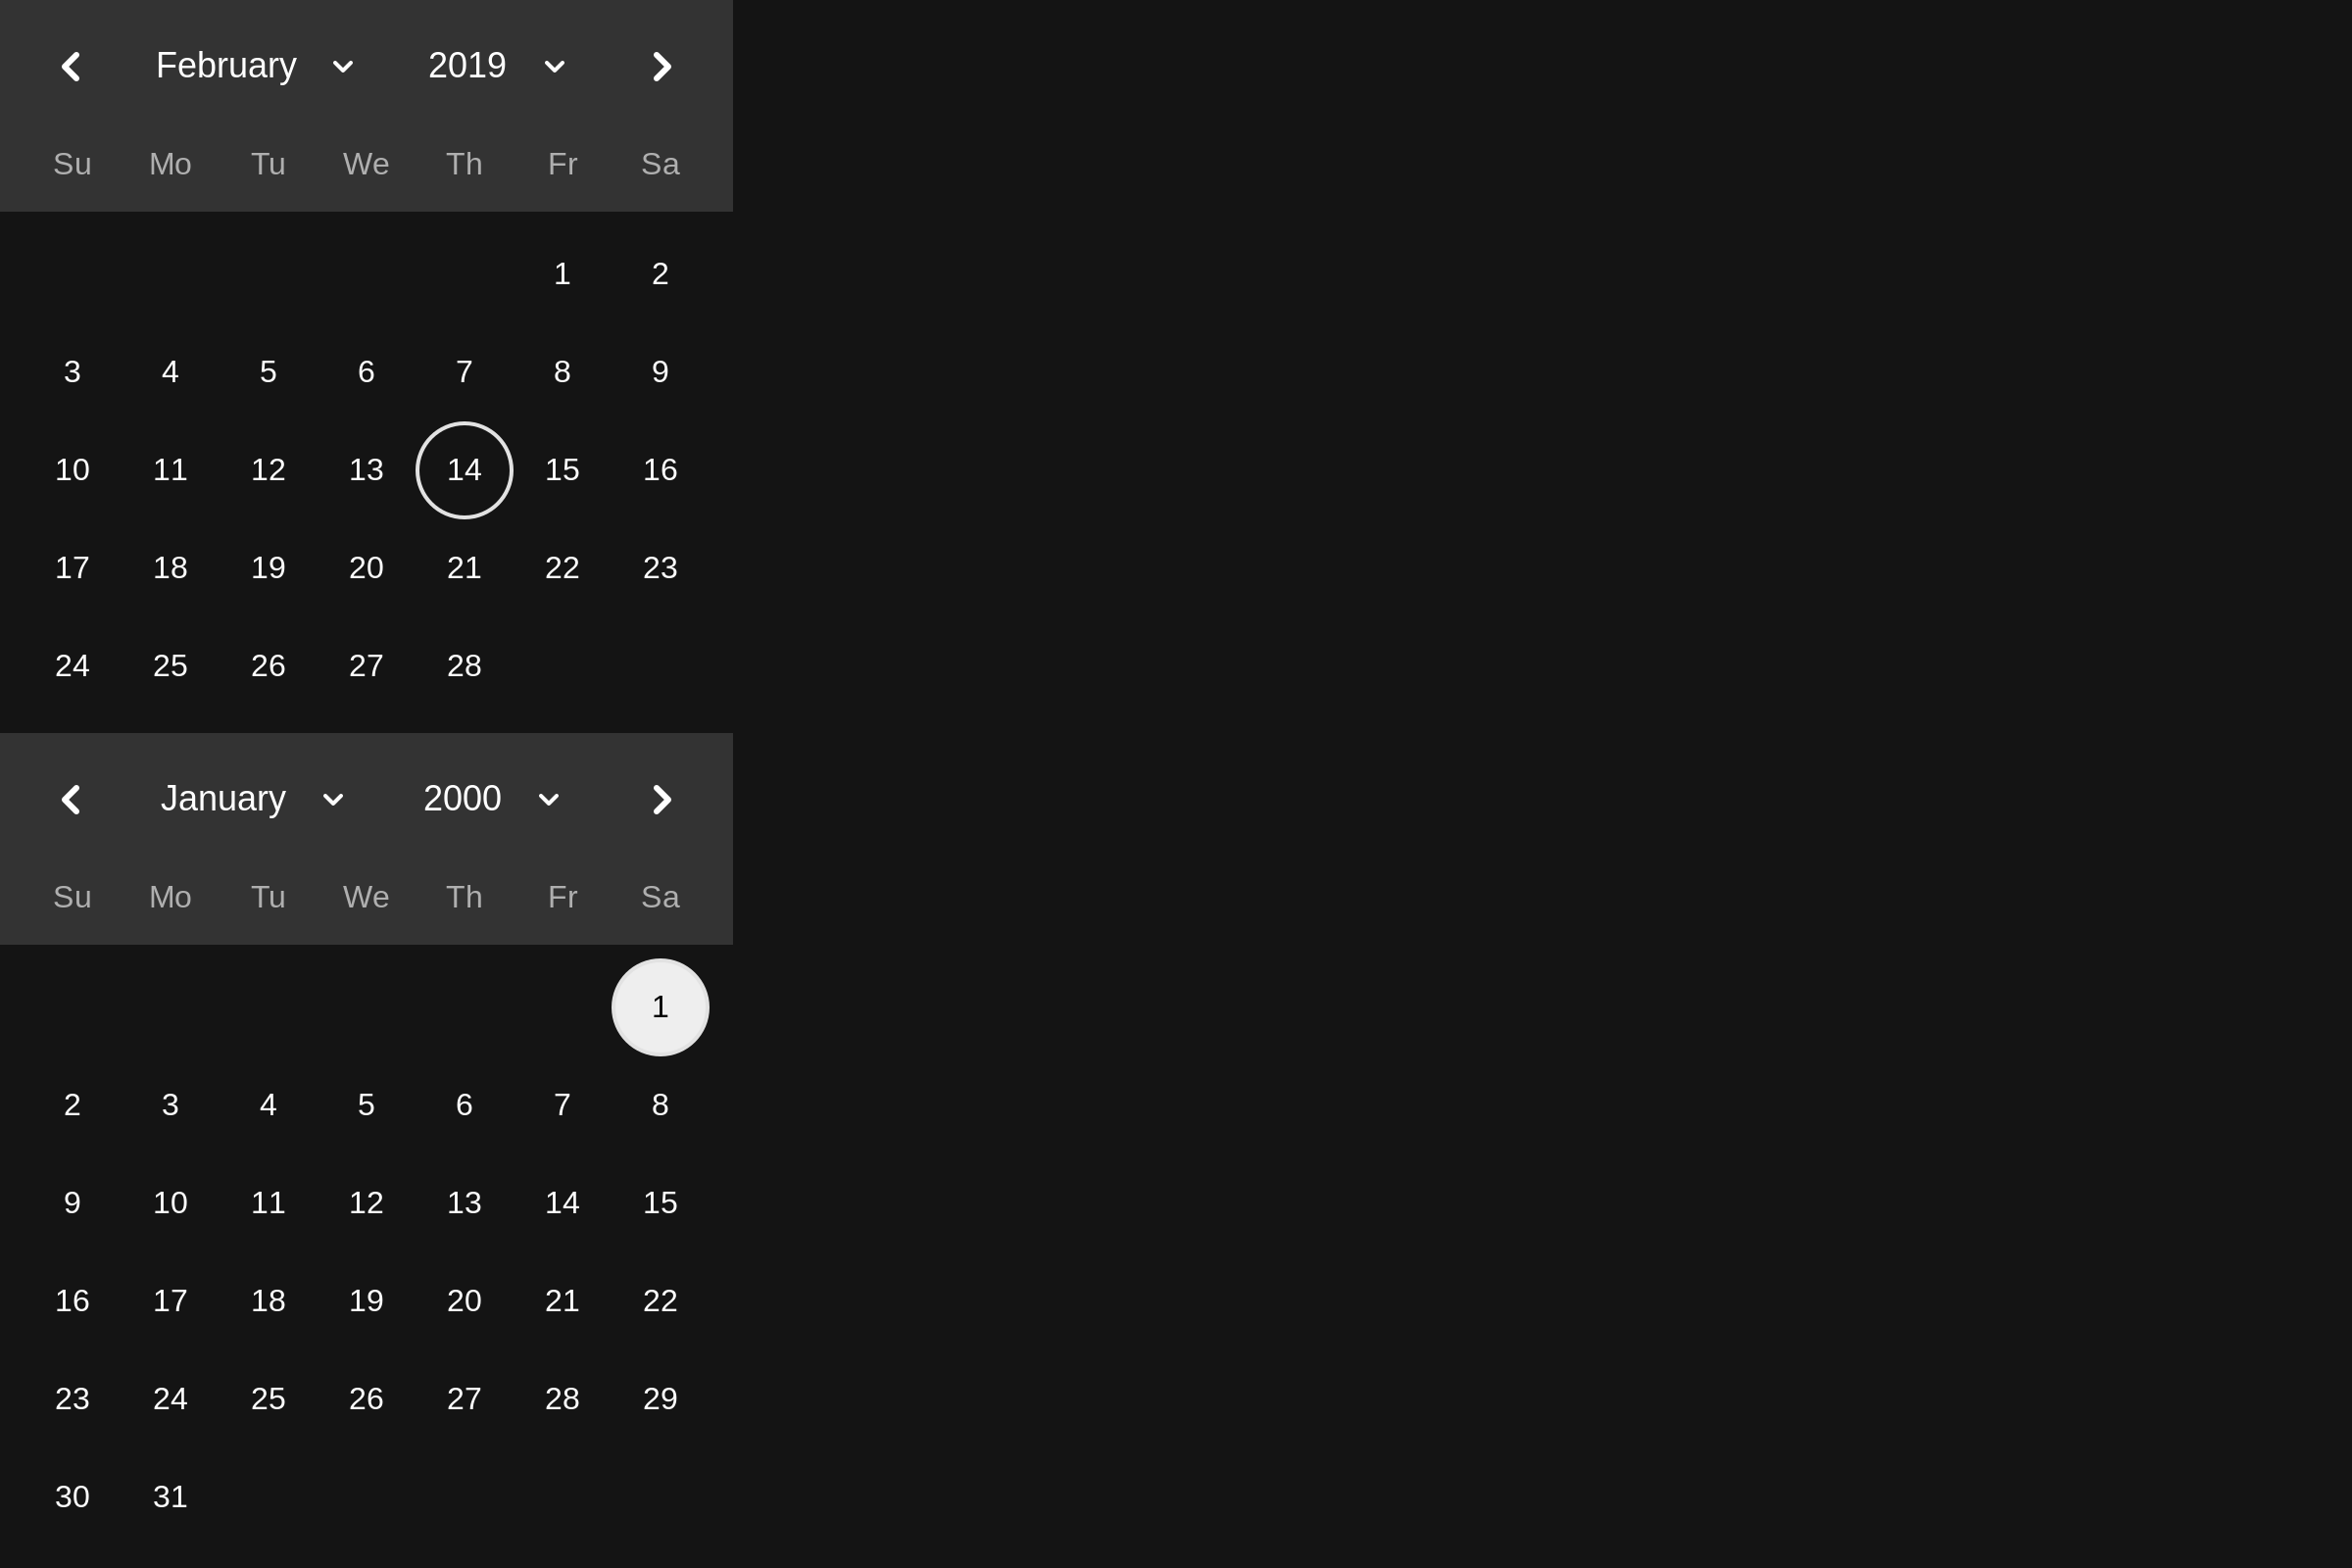 February 2019
Su Mo Tu We Th Fr Sa
1 2
3 4 5 6 7 8 9
10 11 12 13 14 15 16
17 18 19 20 21 22 23
24 25 26 27 28
January 2000
Su Mo Tu We Th Fr Sa
1
2 3 4 5 6 7 8
9 10 11 12 13 14 15
16 17 18 19 20 21 22
23 24 25 26 27 28 29
30 31